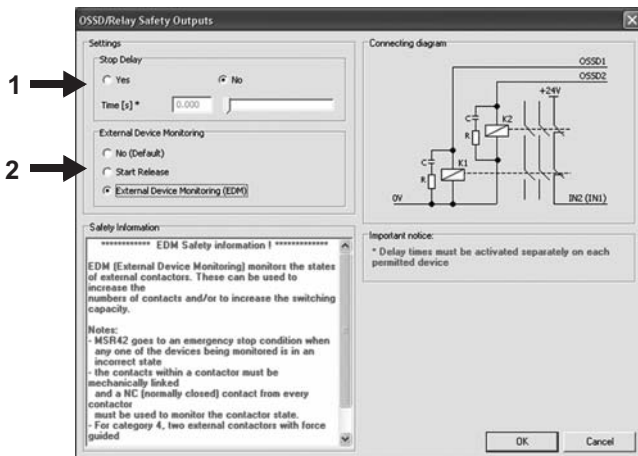 OSSD/Relay Safety Outputs
Settings
Stop Delay
Yes
No
Time [s] *
0.000
External Device Monitoring
No (Default)
Start Release
External Device Monitoring (EDM)
1
2
Safety Information
************ EDM Safety information ! *************
EDM (External Device Monitoring) monitors the states
of external contactors. These can be used to
increase the
numbers of contacts and/or to increase the switching
capacity.
Notes:
- MSR42 goes to an emergency stop condition when
any one of the devices being monitored is in an
incorrect state
- the contacts within a contactor must be
mechanically linked
and a NC (normally closed) contact from every
contactor
must be used to monitor the contactor state.
- For category 4, two external contactors with force
guided
Connecting diagram
OSSD1
OSSD2
+24V
C
K2
R
C
K1
R
0V
IN2 (IN1)
Important notice:
* Delay times must be activated separately on each
permitted device
OK
Cancel